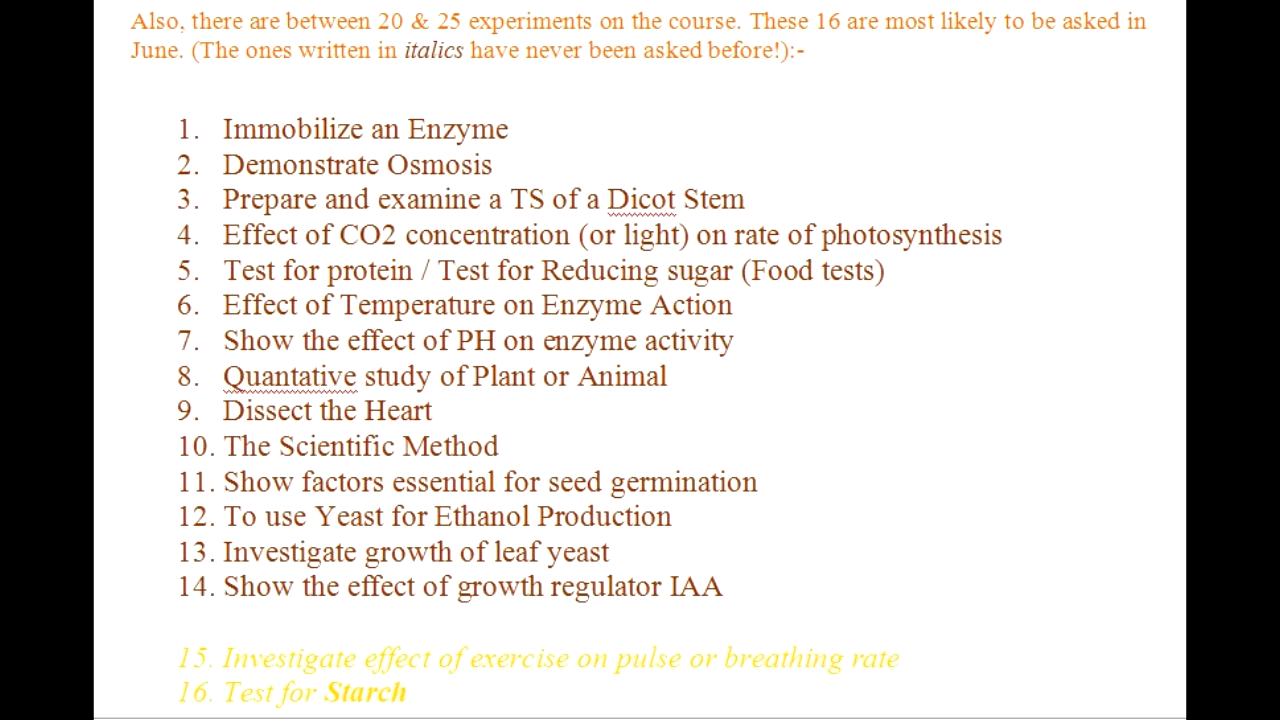 Also, there are between 20 & 25 experiments on the course. These 16 are most likely to be asked in
June. (The ones written in italics have never been asked before!):-
1. Immobilize an Enzyme
2. Demonstrate Osmosis
3. Prepare and examine a TS of a Dicot Stem
4. Effect of CO2 concentration (or light) on rate of photosynthesis
5. Test for protein / Test for Reducing sugar (Food tests)
6. Effect of Temperature on Enzyme Action
7. Show the effect of PH on enzyme activity
8. Quantative study of Plant or Animal
9. Dissect the Heart
10. The Scientific Method
11. Show factors essential for seed germination
12. To use Yeast for Ethanol Production
13. Investigate growth of leaf yeast
14. Show the effect of growth regulator IAA
15. Investigate effect of exercise on pulse or breathing rate
16. Test for Starch